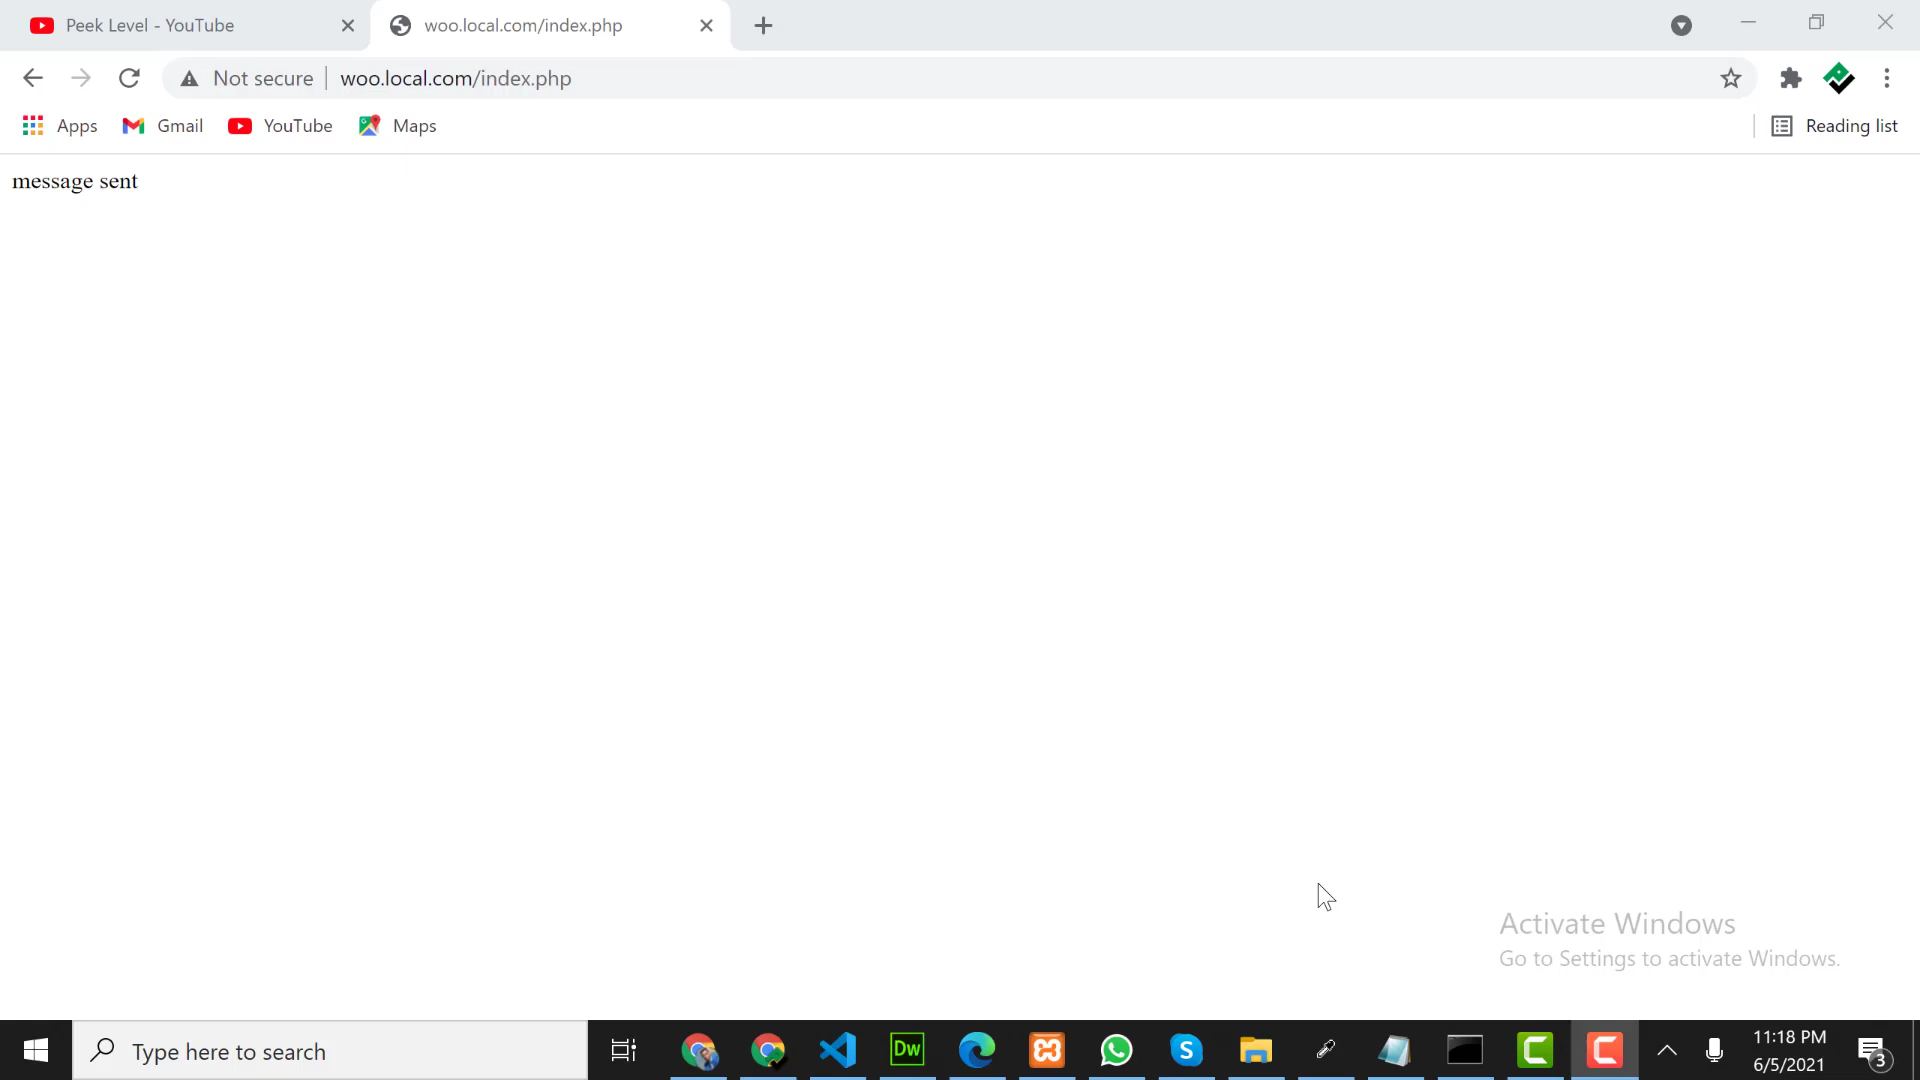 Peek Level - YouTube
woo.local.com/index.php
Not secure
woo.local.com/index.php
Apps
Gmail
YouTube
Maps
Reading list
message sent
Activate Windows
Go to Settings to activate Windows.
Type here to search
Dw
S
11:18 PM
6/5/2021
3